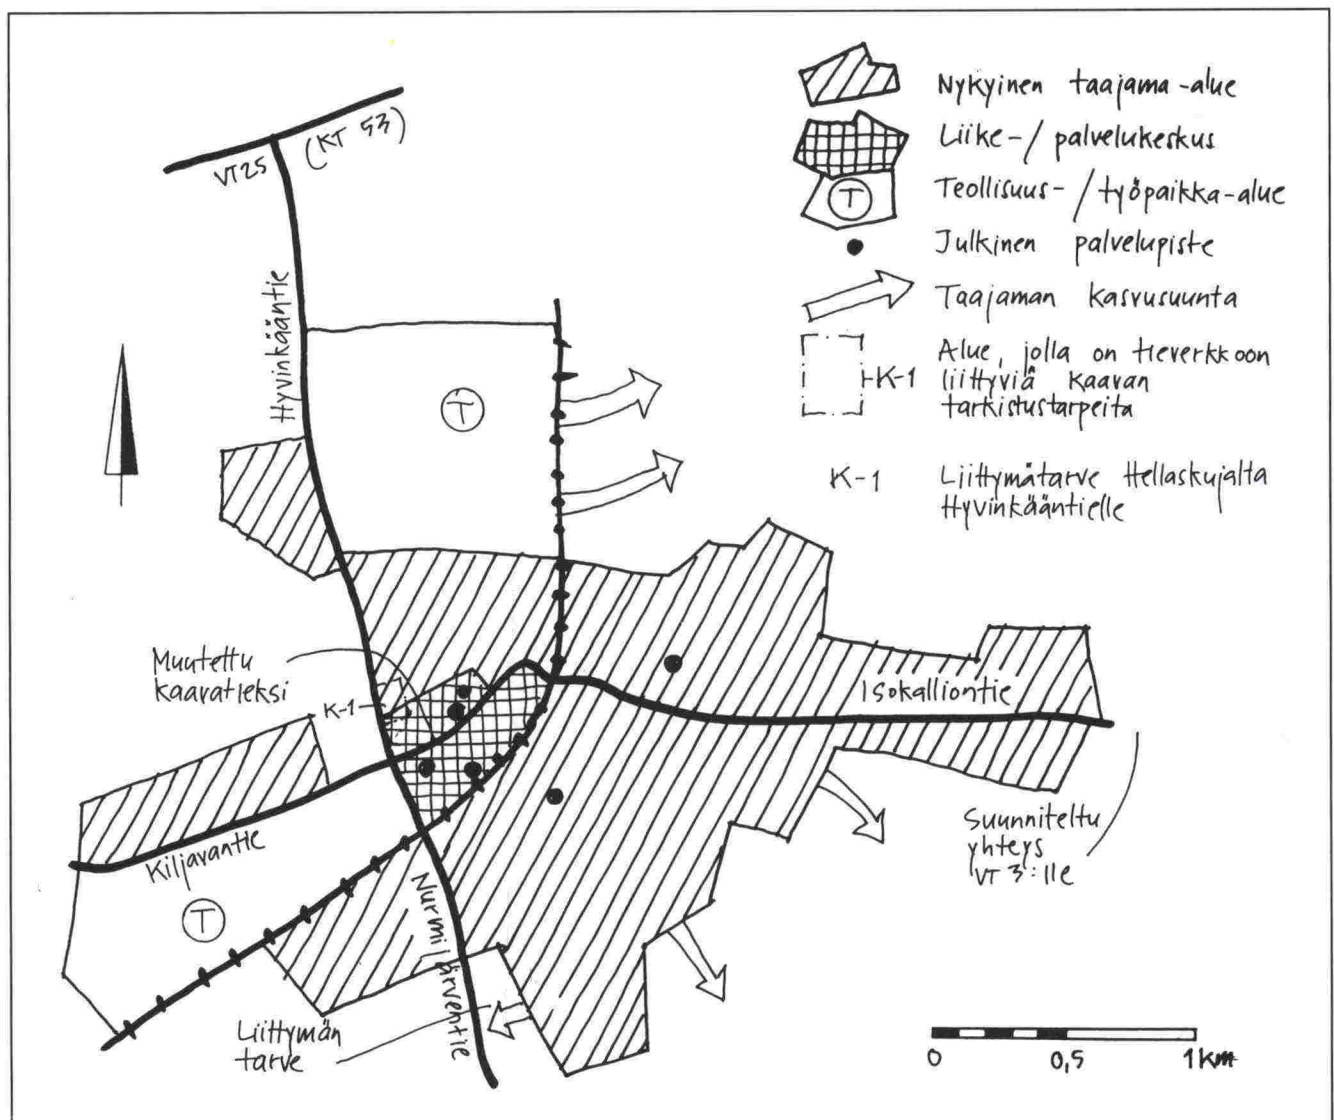 Nykyinen taajama-alue
Liike-/palvelukeskus
T
Teollisuus-/työpaikka-alue
Julkinen palvelupiste
Taajaman kasvusuunta
K-1
Alue, jolla on tieverkkoon
liittyviä kaavan
tarkistustarpeita
K-1
Liittymätarve Hellaskujalta
Hyvinkääntielle
VT25 (KT 53)
Hyvinkääntie
T
Muutettu
kaavatieksi
K-1
Isokalliontie
Kiljavantie
T
Nurmijärventie
Suunniteltu
yhteys
VT 3:lle
Liittymän
tarve
0 0,5 1km